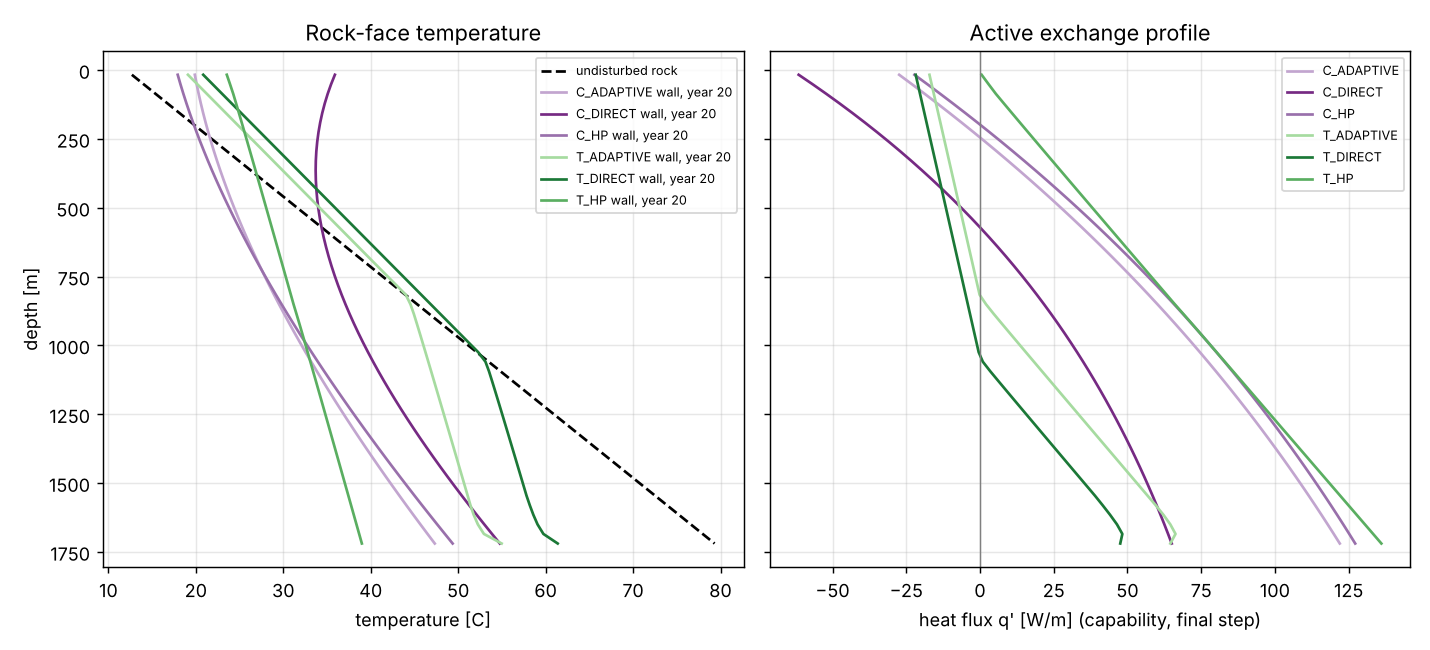 Rock-face temperature
0
250
500
750
1000
1250
1500
1750
depth [m]
10
20
30
40
50
60
70
80
temperature [C]
undisturbed rock
C_ADAPTIVE wall, year 20
C_DIRECT wall, year 20
C_HP wall, year 20
T_ADAPTIVE wall, year 20
T_DIRECT wall, year 20
T_HP wall, year 20
Active exchange profile
C_ADAPTIVE
C_DIRECT
C_HP
T_ADAPTIVE
T_DIRECT
T_HP
−50
−25
0
25
50
75
100
125
heat flux q' [W/m] (capability, final step)